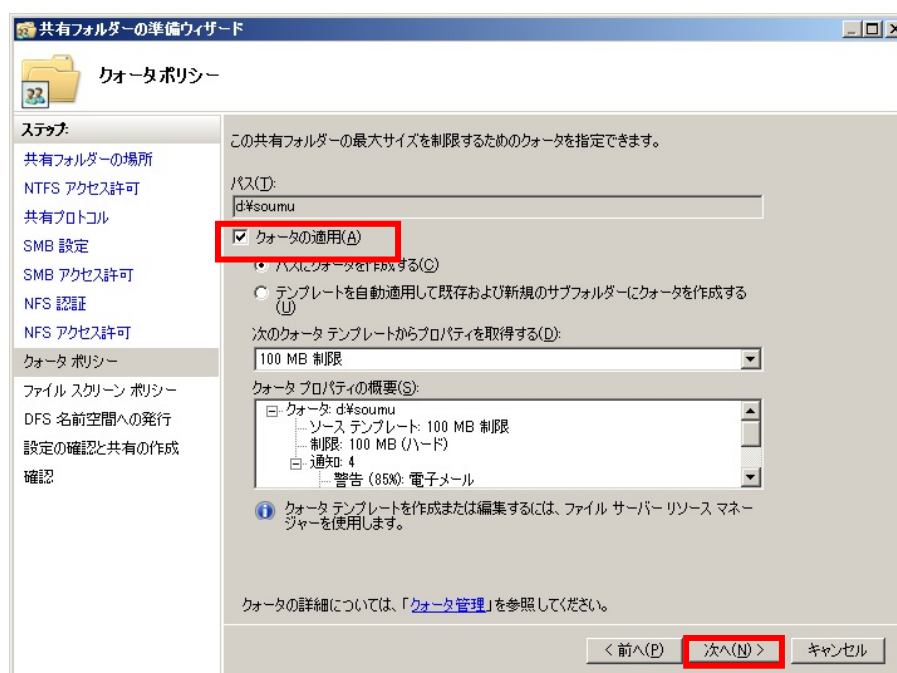 共有フォルダーの準備ウィザード
クォータ ポリシー
ステップ:
共有フォルダーの場所
NTFS アクセス許可
共有プロトコル
SMB 設定
SMB アクセス許可
NFS 認証
NFS アクセス許可
クォータ ポリシー
ファイル スクリーン ポリシー
DFS 名前空間への発行
設定の確認と共有の作成
確認
この共有フォルダーの最大サイズを制限するためのクォータを指定できます。
パス(T):
d:¥soumu
クォータの適用(A)
パスにクォータを作成する(C)
テンプレートを自動適用して既存および新規のサブフォルダーにクォータを作成する
(U)
次のクォータ テンプレートからプロパティを取得する(D):
100 MB 制限
クォータ プロパティの概要(S):
クォータ: d:¥soumu
ソース テンプレート: 100 MB 制限
制限: 100 MB (ハード)
通知: 4
警告 (85%): 電子メール
クォータ テンプレートを作成または編集するには、ファイル サーバー リソース マネー
ジャーを使用します。
クォータの詳細については、「クォータ管理」を参照してください。
< 前へ(P)
次へ(N) >
キャンセル